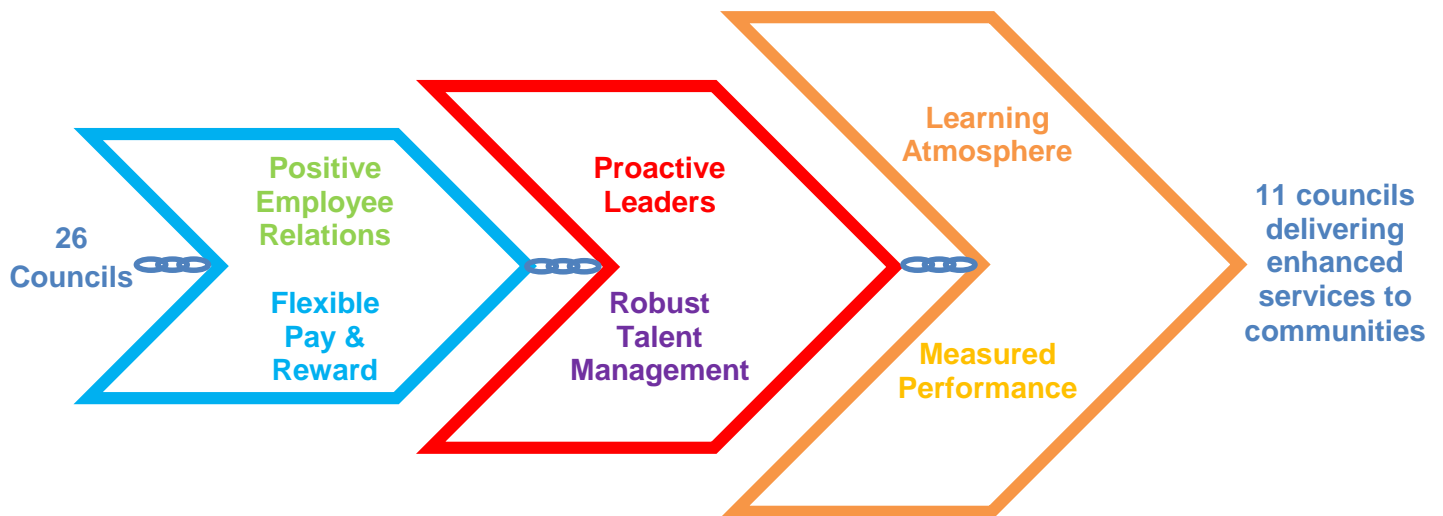 26
Councils
Positive
Employee
Relations
Flexible
Pay &
Reward
Proactive
Leaders
Robust
Talent
Management
Learning
Atmosphere
Measured
Performance
11 councils
delivering
enhanced
services to
communities